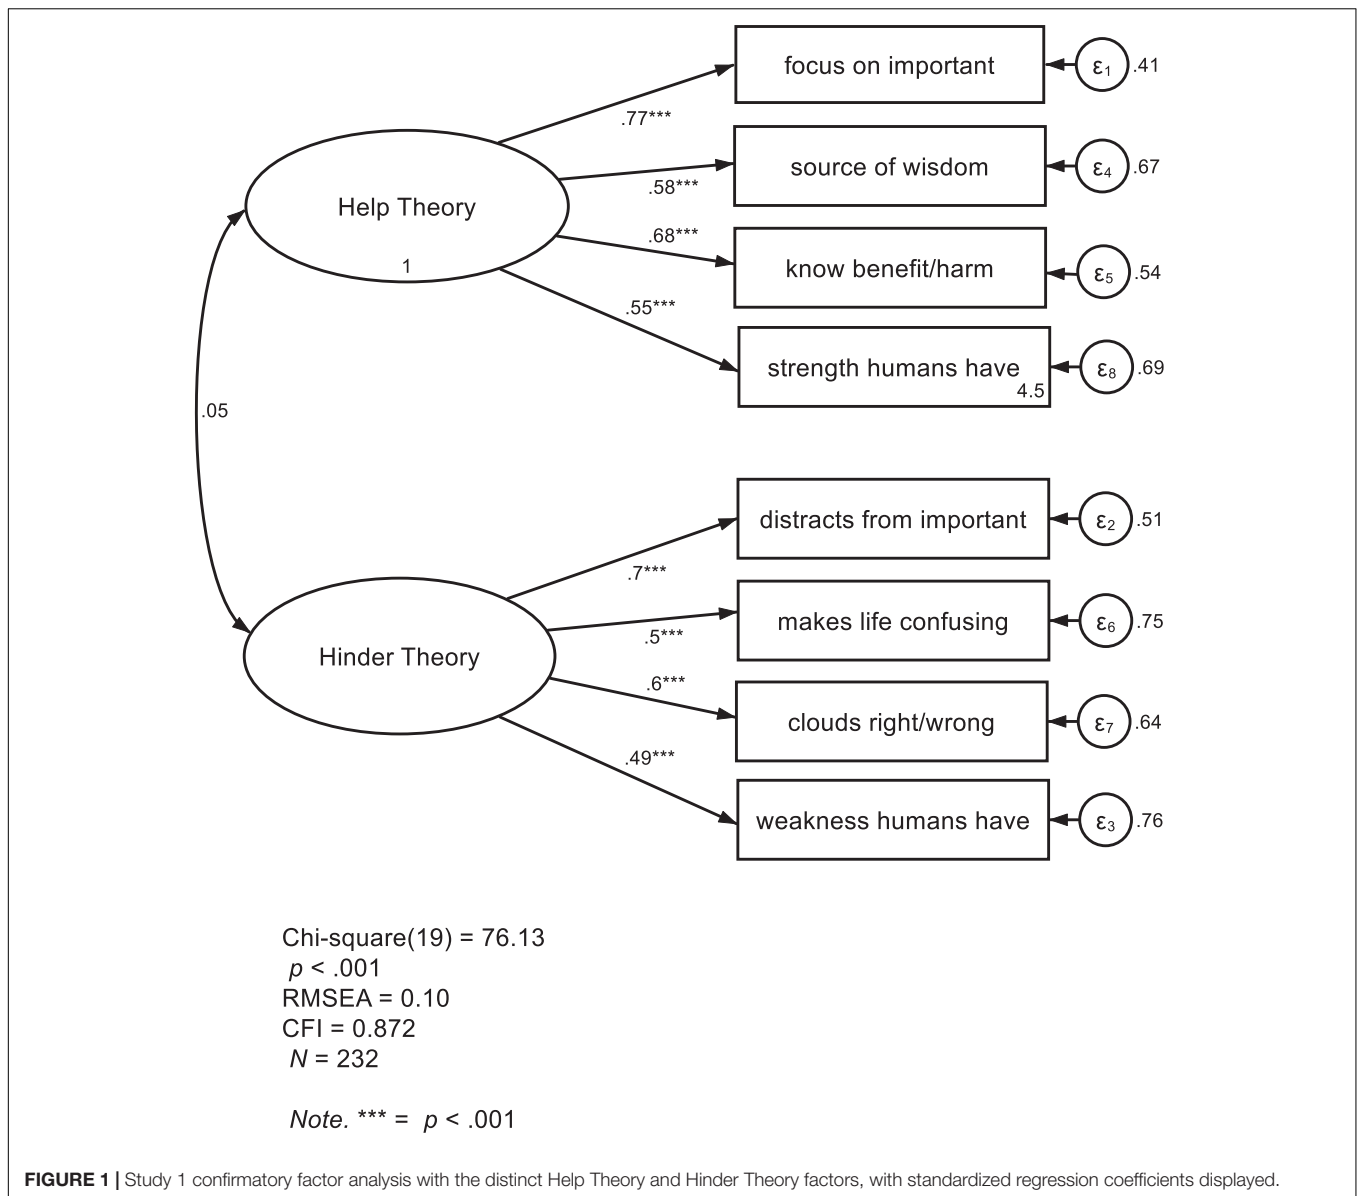 focus on important
ε1 .41
.77***
source of wisdom
ε4 .67
.58***
Help Theory
1
.68***
know benefit/harm
ε5 .54
.55***
strength humans have
4.5
ε8 .69
.05
distracts from important
ε2 .51
.7***
makes life confusing
ε6 .75
.5***
Hinder Theory
.6***
clouds right/wrong
ε7 .64
.49***
weakness humans have
ε3 .76
Chi-square(19) = 76.13
p < .001
RMSEA = 0.10
CFI = 0.872
N = 232
Note. *** = p < .001
FIGURE 1 | Study 1 confirmatory factor analysis with the distinct Help Theory and Hinder Theory factors, with standardized regression coefficients displayed.